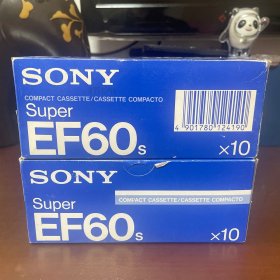 SONY
COMPACT CASSETTE/CASSETTE COMPACTO
Super
EF60s
4 901780 124190
×10
SONY
COMPACT CASSETTE/CASSETTE COMPACTO
Super
EF60s
×10